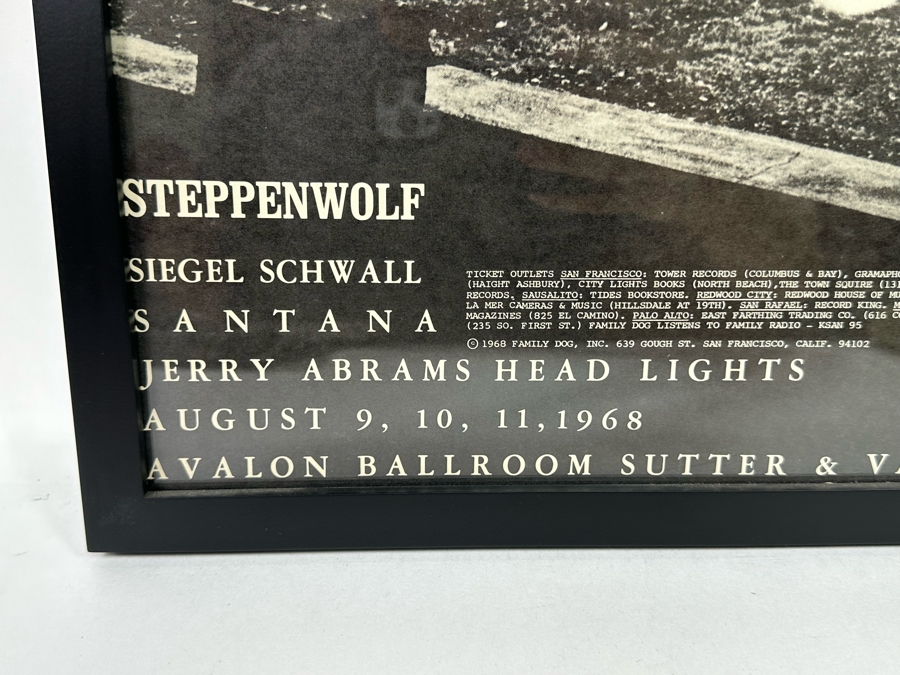 STEPPENWOLF
SIEGEL SCHWALL
SANTANA
TICKET OUTLETS SAN FRANCISCO: TOWER RECORDS (COLUMBUS & BAY),
(HAIGHT ASHBURY), CITY LIGHTS BOOKS (NORTH BEACH),THE TOWN SQUIRE
RECORDS. SAUSALITO: TIDES BOOKSTORE. REDWOOD CITY: REDWOOD HOUSE OF
LA MER CAMERAS & MUSIC (HILLSDALE AT 19TH). SAN RAFAEL: RECORD KING.
MAGAZINES (825 EL CAMINO). PALO ALTO: EAST FARTHING TRADING CO. (616
(235 SO. FIRST ST.) FAMILY DOG LISTENS TO FAMILY RADIO - KSAN 95
© 1968 FAMILY DOG, INC. 639 GOUGH ST. SAN FRANCISCO, CALIF. 94102
JERRY ABRAMS HEAD LIGHTS
AUGUST 9, 10, 11, 1968
AVALON BALLROOM SUTTER & VA